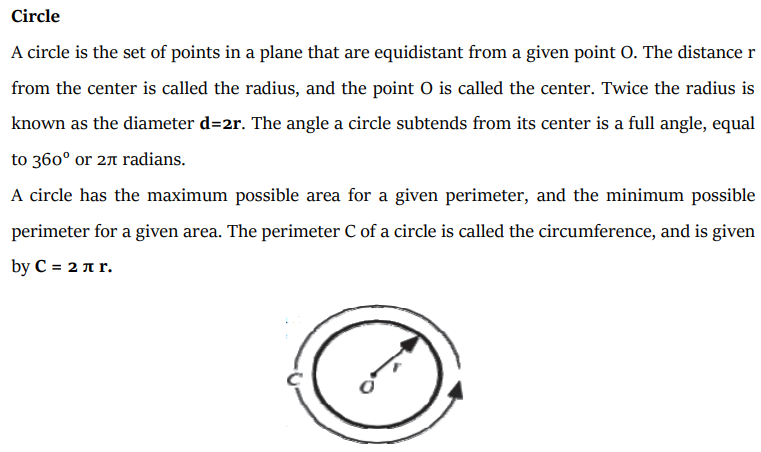 Circle
A circle is the set of points in a plane that are equidistant from a given point O. The distance r
from the center is called the radius, and the point O is called the center. Twice the radius is
known as the diameter d=2r. The angle a circle subtends from its center is a full angle, equal
to 360° or 2π radians.
A circle has the maximum possible area for a given perimeter, and the minimum possible
perimeter for a given area. The perimeter C of a circle is called the circumference, and is given
by C = 2 π r.
r
C
O